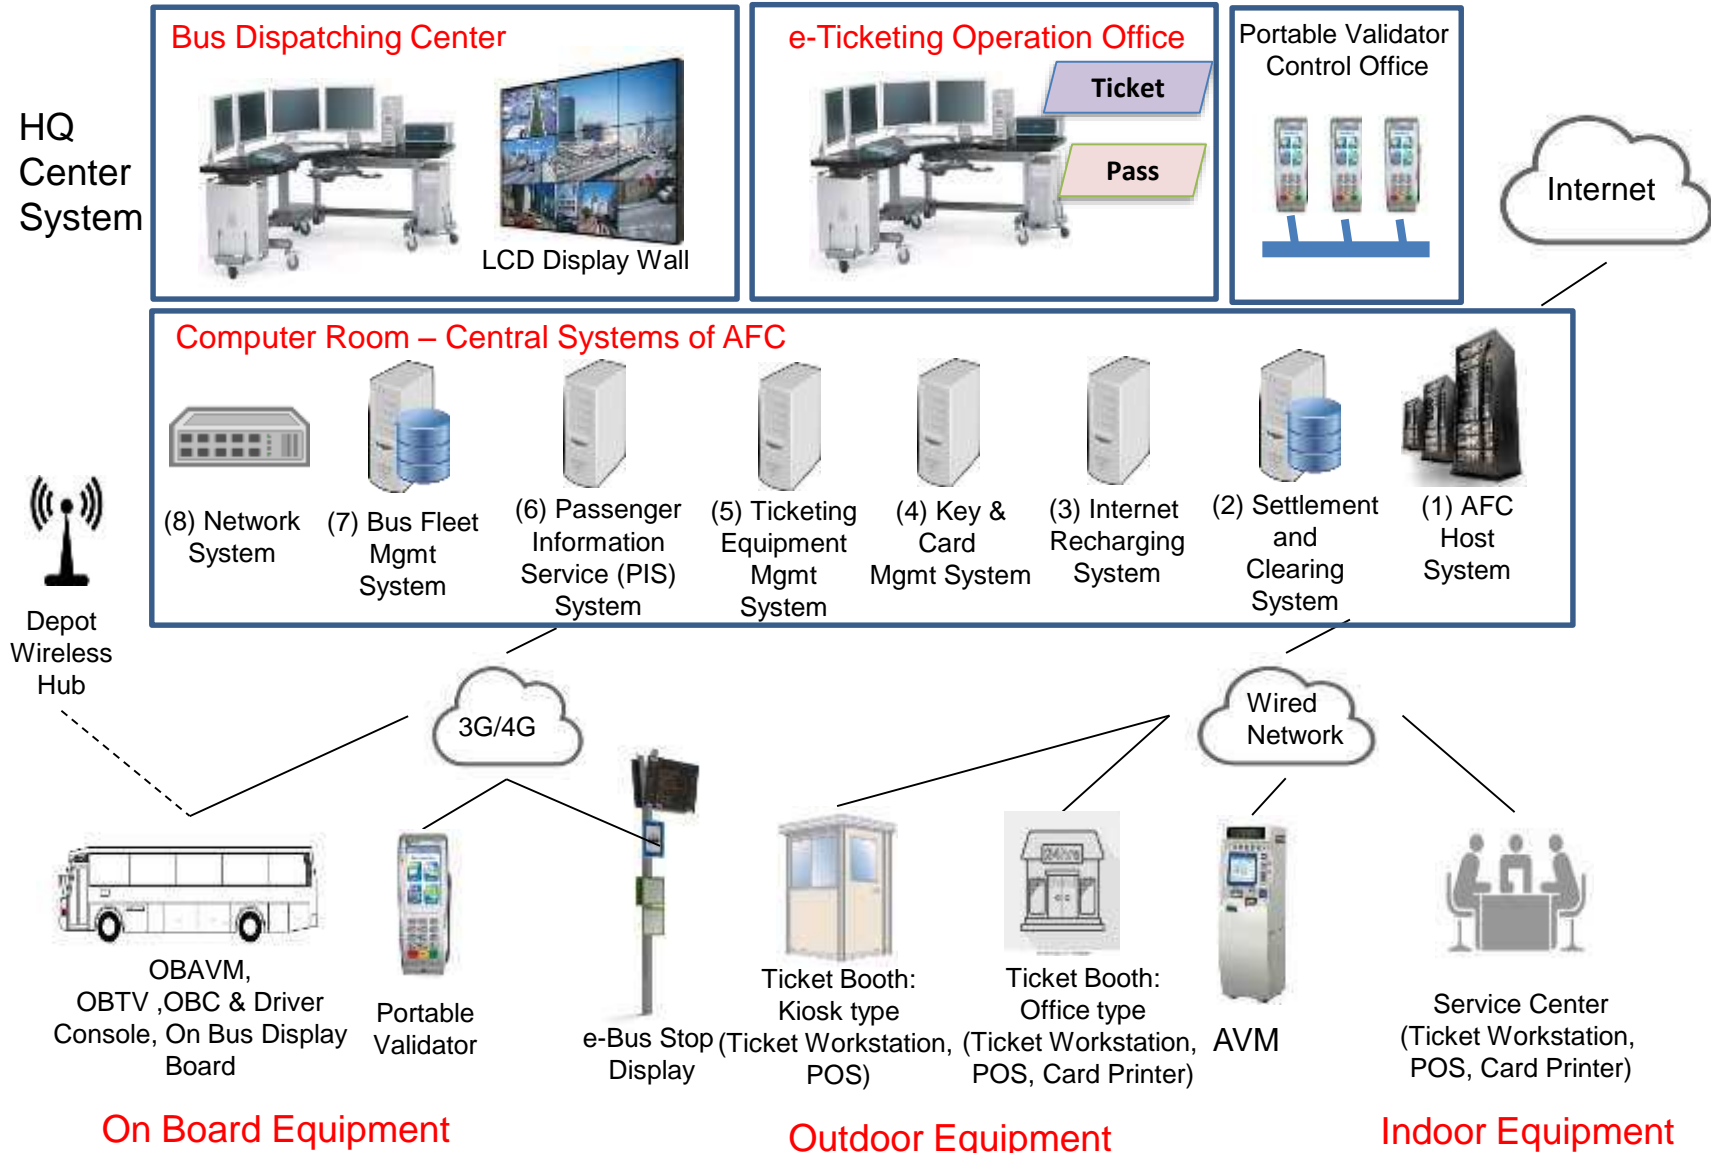 Bus Dispatching Center
LCD Display Wall
e-Ticketing Operation Office
Ticket
Pass
Portable Validator
Control Office
HQ
Center
System
Internet
Computer Room – Central Systems of AFC
(8) Network
System
(7) Bus Fleet
Mgmt
System
(6) Passenger
Information
Service (PIS)
System
(5) Ticketing
Equipment
Mgmt
System
(4) Key &
Card
Mgmt System
(3) Internet
Recharging
System
(2) Settlement
and
Clearing
System
(1) AFC
Host
System
Depot
Wireless
Hub
3G/4G
Wired
Network
24hrs
OBAVM,
OBTV ,OBC & Driver
Console, On Bus Display
Board
Portable
Validator
e-Bus Stop
Display
Ticket Booth:
Kiosk type
(Ticket Workstation,
POS)
Ticket Booth:
Office type
(Ticket Workstation,
POS, Card Printer)
AVM
Service Center
(Ticket Workstation,
POS, Card Printer)
On Board Equipment
Outdoor Equipment
Indoor Equipment